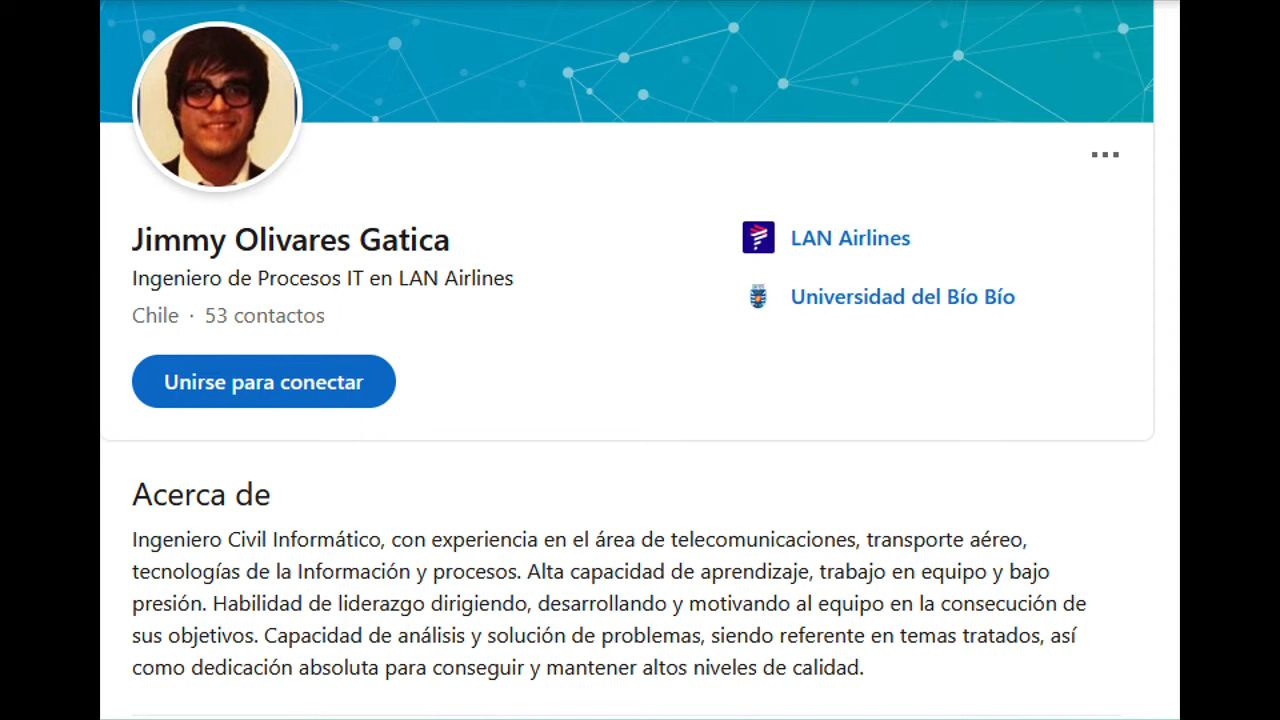 Jimmy Olivares Gatica
Ingeniero de Procesos IT en LAN Airlines
Chile · 53 contactos
Unirse para conectar
LAN Airlines
Universidad del Bío Bío
Acerca de
Ingeniero Civil Informático, con experiencia en el área de telecomunicaciones, transporte aéreo,
tecnologías de la Información y procesos. Alta capacidad de aprendizaje, trabajo en equipo y bajo
presión. Habilidad de liderazgo dirigiendo, desarrollando y motivando al equipo en la consecución de
sus objetivos. Capacidad de análisis y solución de problemas, siendo referente en temas tratados, así
como dedicación absoluta para conseguir y mantener altos niveles de calidad.